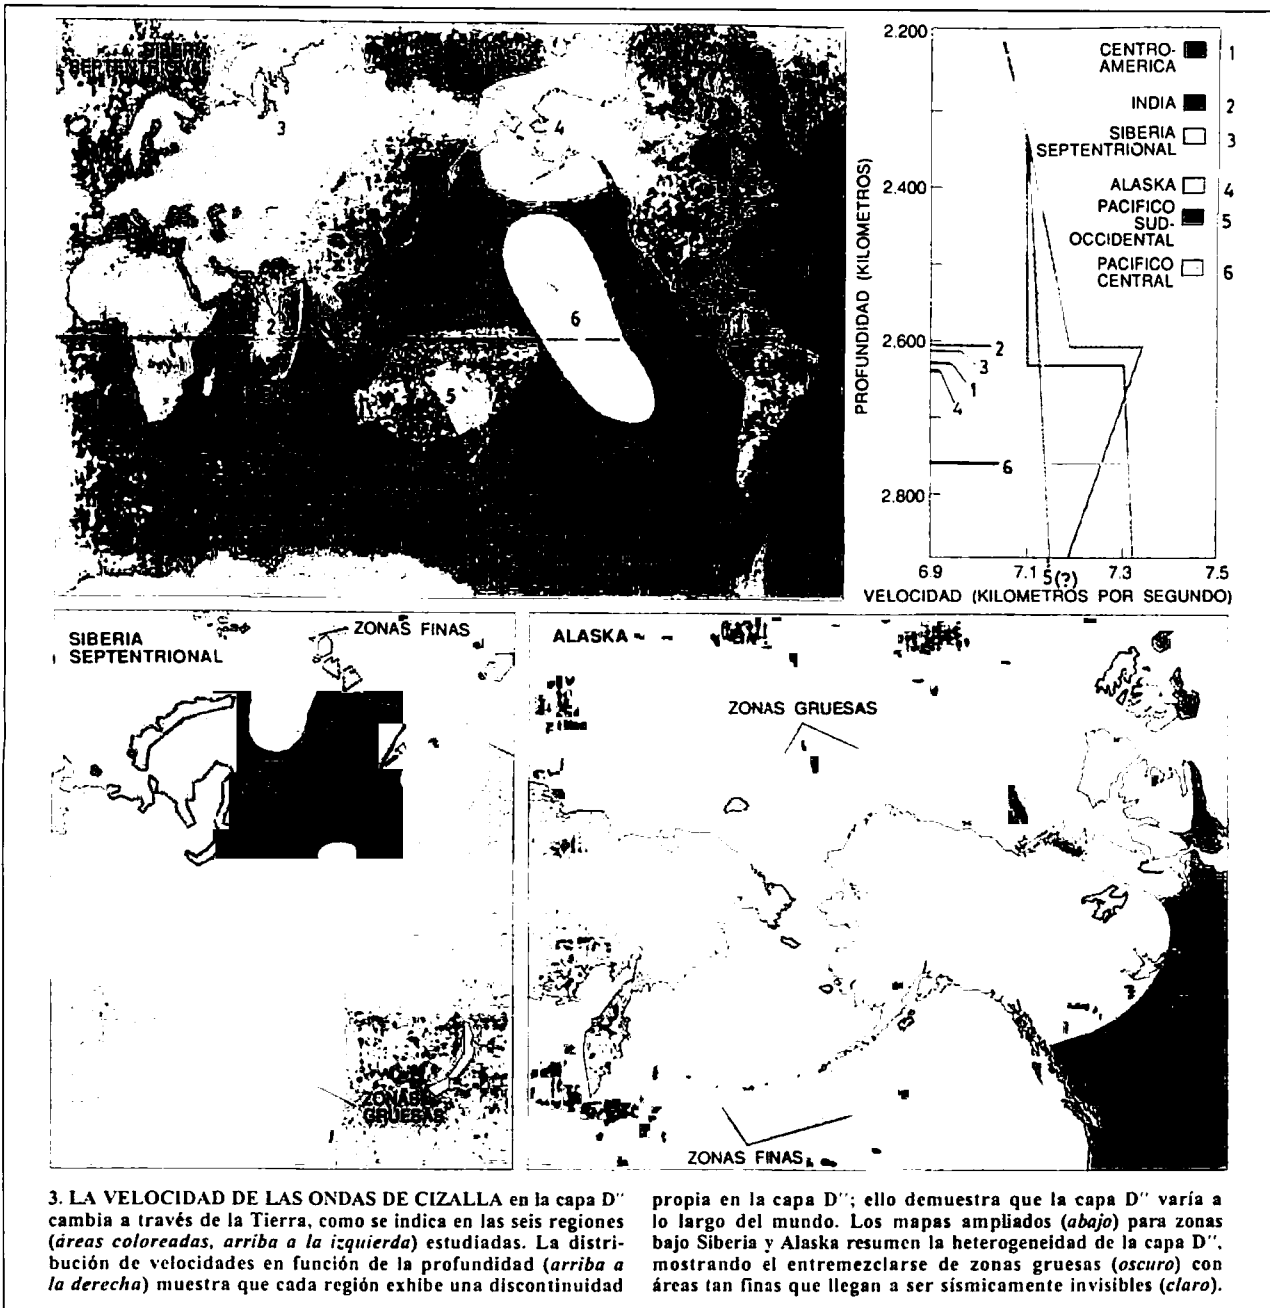 SIBERIA
SEPTENTRIONAL
3
4
2
6
5
2.200
2.400
2.600
2.800
PROFUNDIDAD (KILOMETROS)
CENTRO-
AMERICA
1
INDIA
2
SIBERIA
SEPTENTRIONAL
3
ALASKA
4
PACIFICO
SUD-
OCCIDENTAL
5
PACIFICO
CENTRAL
6
2
3
1
4
6
6.9
7.1
5(?)
7.3
7.5
VELOCIDAD (KILOMETROS POR SEGUNDO)
SIBERIA
SEPTENTRIONAL
ZONAS FINAS
ZONAS
GRUESAS
ALASKA
ZONAS GRUESAS
ZONAS FINAS
3. LA VELOCIDAD DE LAS ONDAS DE CIZALLA en la capa D′′
cambia a través de la Tierra, como se indica en las seis regiones
(áreas coloreadas, arriba a la izquierda) estudiadas. La distri-
bución de velocidades en función de la profundidad (arriba a
la derecha) muestra que cada región exhibe una discontinuidad
propia en la capa D′′; ello demuestra que la capa D′′ varía a
lo largo del mundo. Los mapas ampliados (abajo) para zonas
bajo Siberia y Alaska resumen la heterogeneidad de la capa D′′,
mostrando el entremezclarse de zonas gruesas (oscuro) con
áreas tan finas que llegan a ser sísmicamente invisibles (claro).